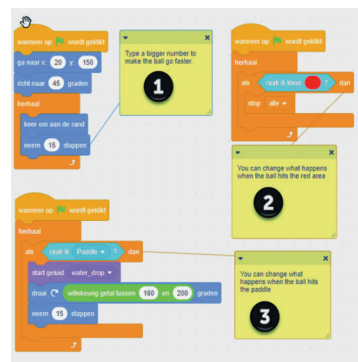 wanneer op wordt geklikt
ga naar x: 20 y: 150
richt naar 45 graden
herhaal
keer om aan de rand
neem 15 stappen
Type a bigger number to
make the ball go faster.
1
wanneer op wordt geklikt
herhaal
als raak ik kleur ? dan
stop alle
You can change what happens
when the ball hits the red area
2
wanneer op wordt geklikt
herhaal
als raak ik Paddle ? dan
start geluid water_drop
draai willekeurig getal tussen 160 en 200 graden
neem 15 stappen
You can change what
happens when the ball hits
the paddle
3